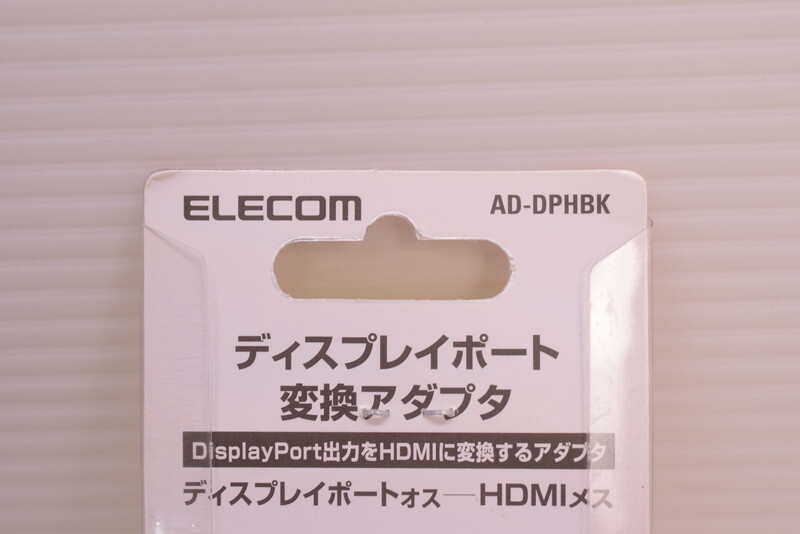 ELECOM AD-DPHBK
ディスプレイポート
変換アダプタ
DisplayPort出力をHDMIに変換するアダプタ
ディスプレイポートオス―HDMIメス